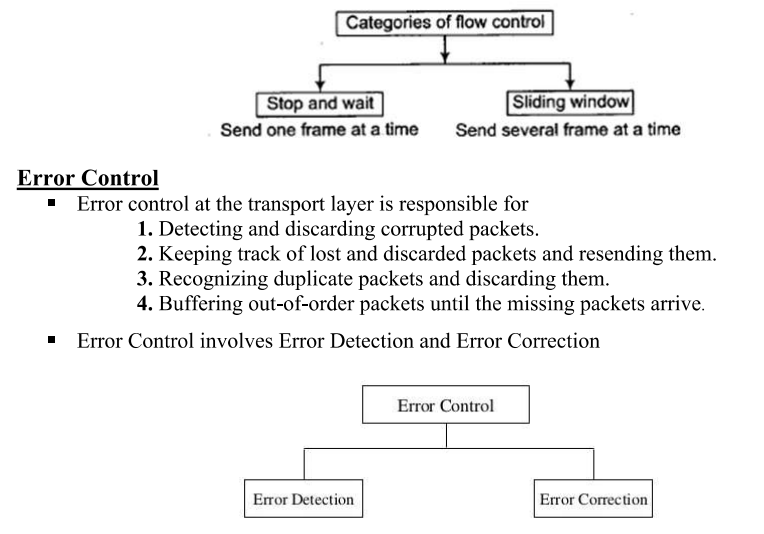 Categories of flow control
Stop and wait
Sliding window
Send one frame at a time
Send several frame at a time
Error Control
▪ Error control at the transport layer is responsible for
1. Detecting and discarding corrupted packets.
2. Keeping track of lost and discarded packets and resending them.
3. Recognizing duplicate packets and discarding them.
4. Buffering out-of-order packets until the missing packets arrive.
▪ Error Control involves Error Detection and Error Correction
Error Control
Error Detection
Error Correction